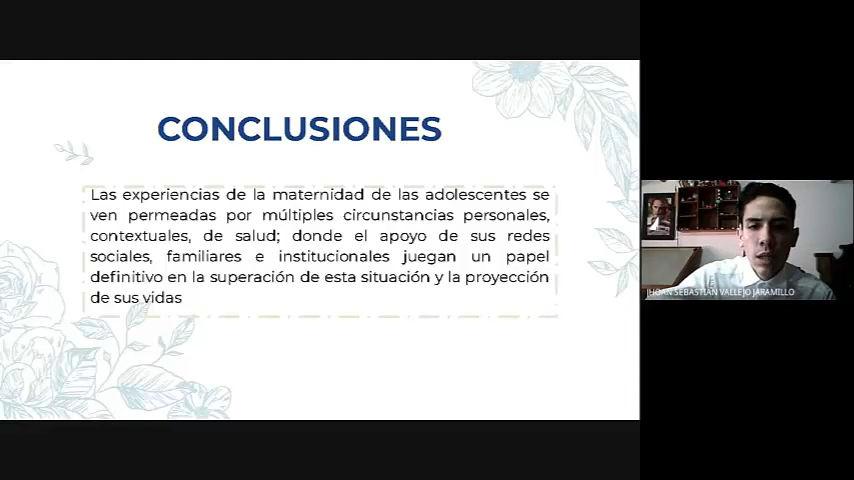 CONCLUSIONES
Las experiencias de la maternidad de las adolescentes se
ven permeadas por múltiples circunstancias personales,
contextuales, de salud; donde el apoyo de sus redes
sociales, familiares e institucionales juegan un papel
definitivo en la superación de esta situación y la proyección
de sus vidas
JHOAN SEBASTIAN VALLEJO JARAMILLO